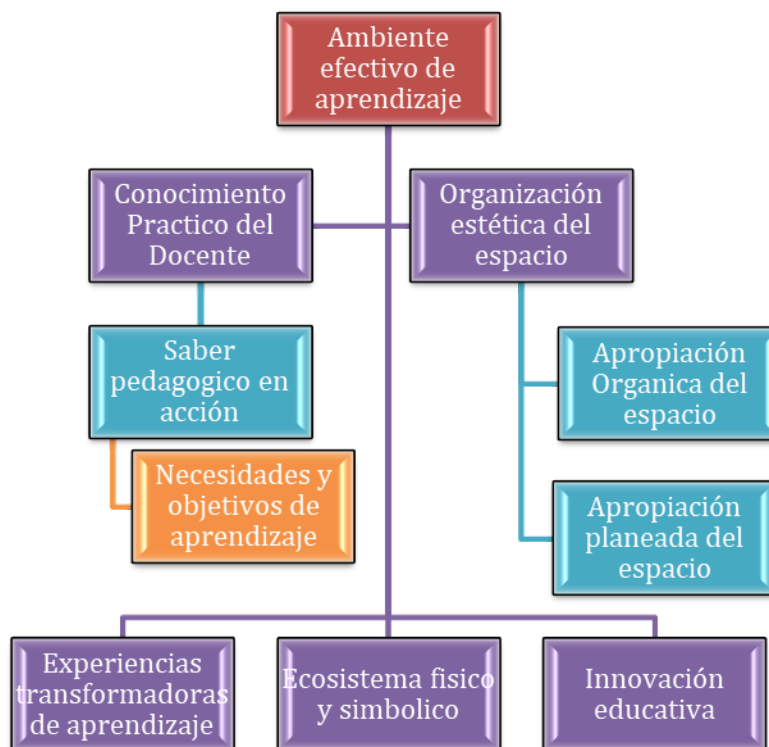 Ambiente
efectivo de
aprendizaje
Conocimiento
Practico del
Docente
Organización
estética del
espacio
Saber
pedagogico en
acción
Apropiación
Organica del
espacio
Necesidades y
objetivos de
aprendizaje
Apropiación
planeada del
espacio
Experiencias
transformadoras
de aprendizaje
Ecosistema fisico
y simbolico
Innovación
educativa